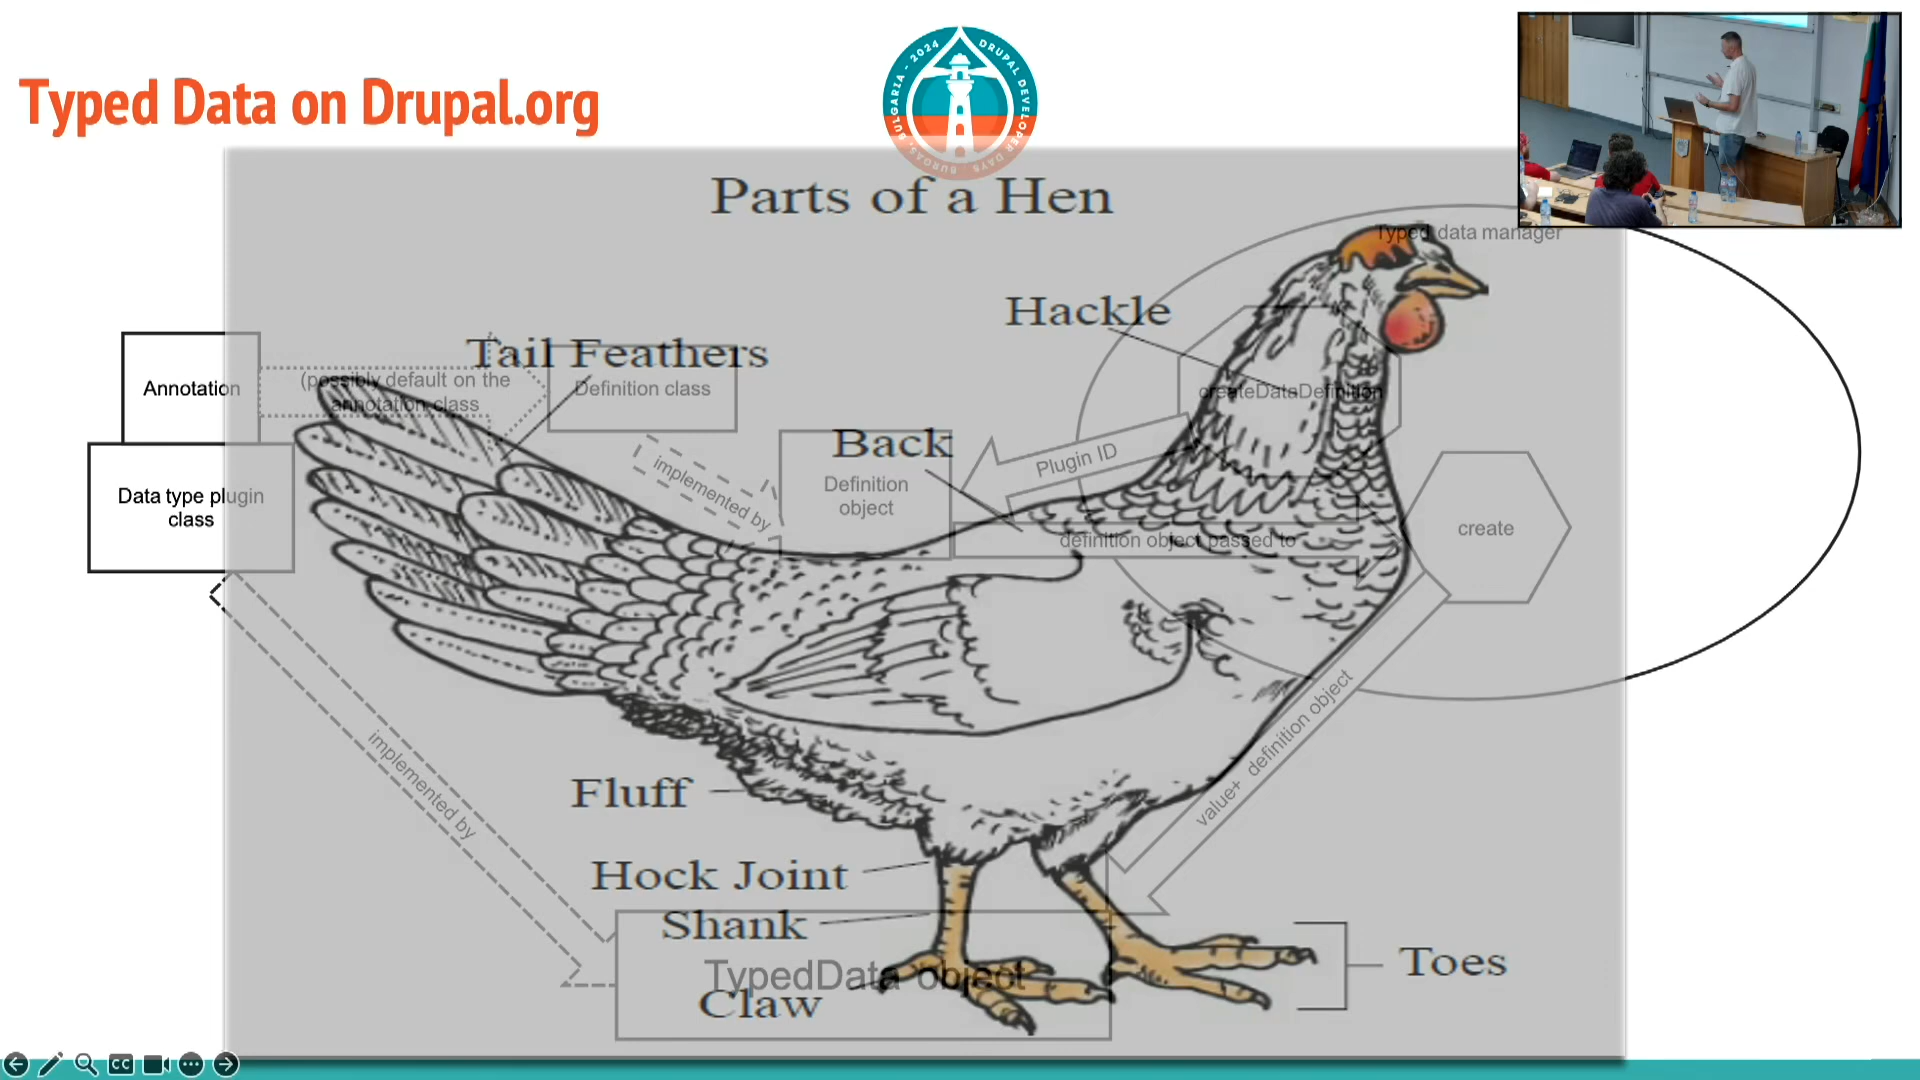 Typed Data on Drupal.org
BURGAS, BULGARIA - 2024 DRUPAL DEVELOPER DAYS
Parts of a Hen
Typed data manager
Hackle
Tail Feathers
Annotation
(possibly default on the
annotation class
Definition class
createDataDefinition
Back
Plugin ID
implemented by
Definition
object
Data type plugin
class
create
definition object passed to
implemented by
value+ definition object
Fluff
Hock Joint
Shank
TypedData object
Claw
Toes
CC